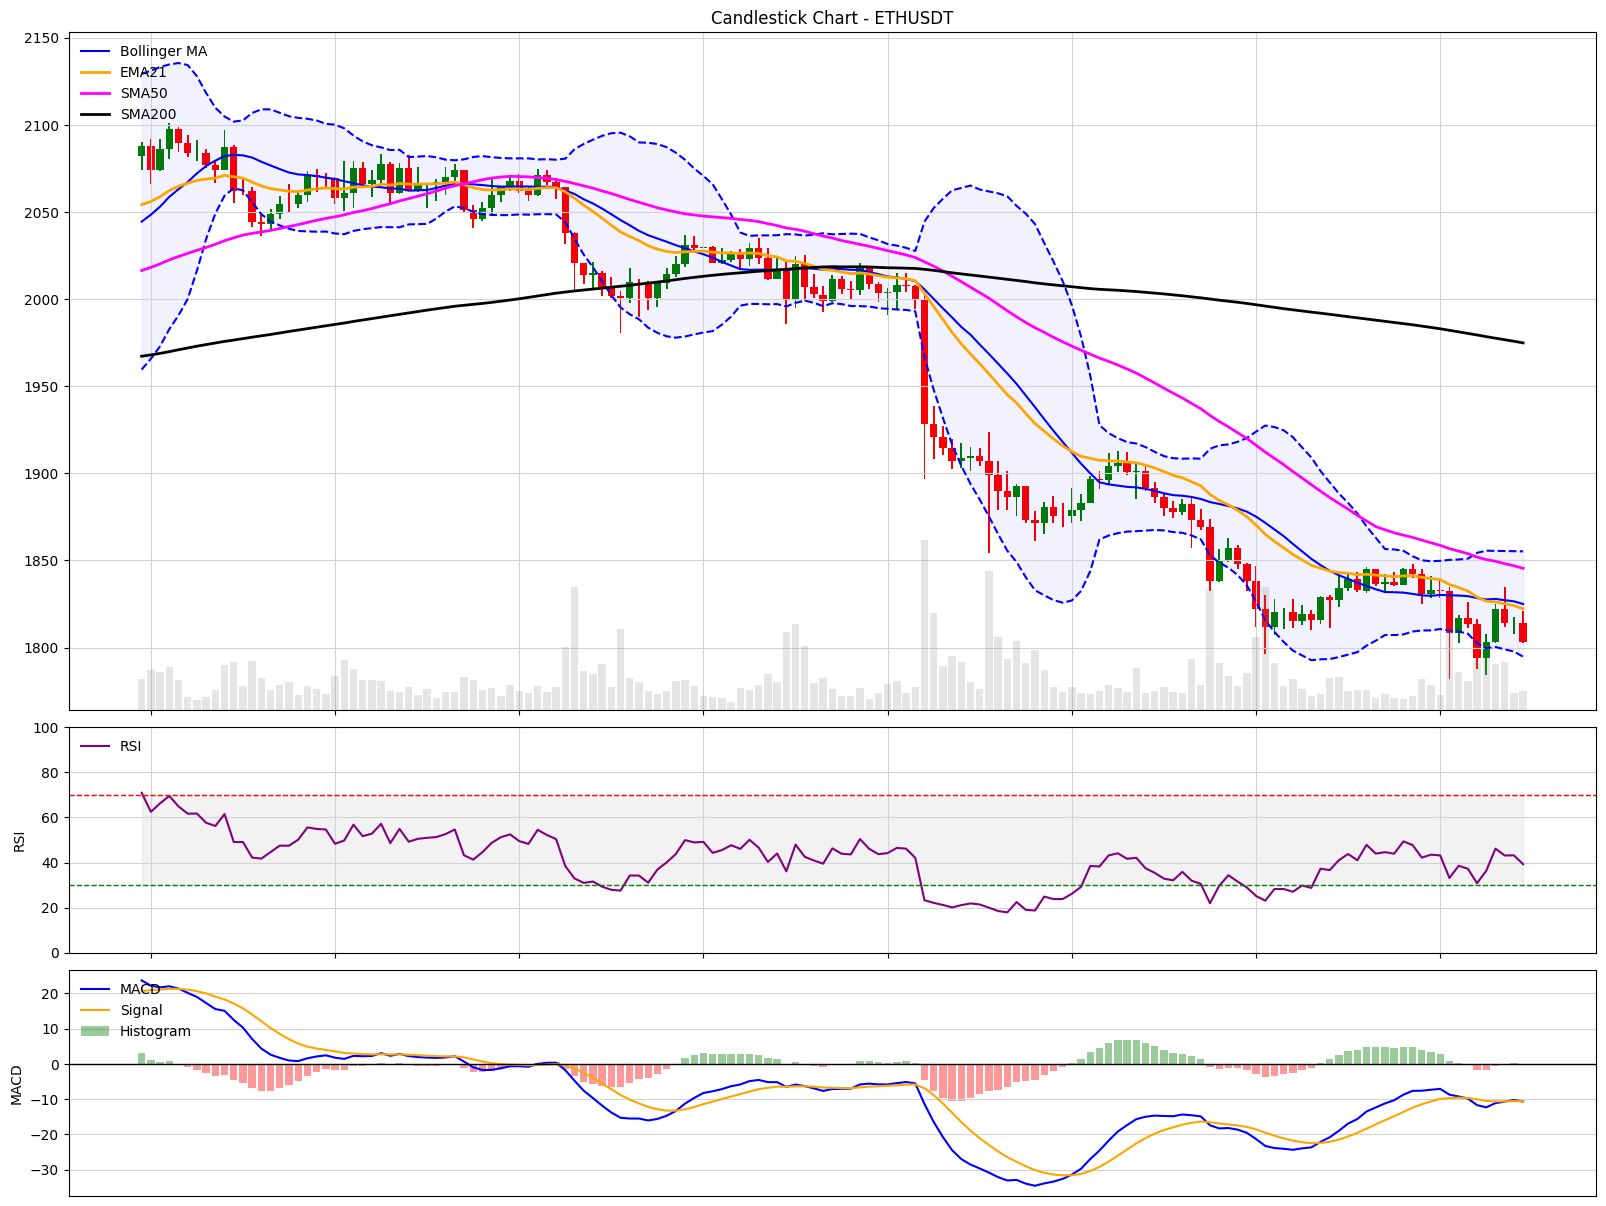 Candlestick Chart - ETHUSDT
2150
2100
2050
2000
1950
1900
1850
1800
Bollinger MA
EMA21
SMA50
SMA200
100
80
60
40
20
0
RSI
RSI
20
10
0
−10
−20
−30
MACD
MACD
Signal
Histogram